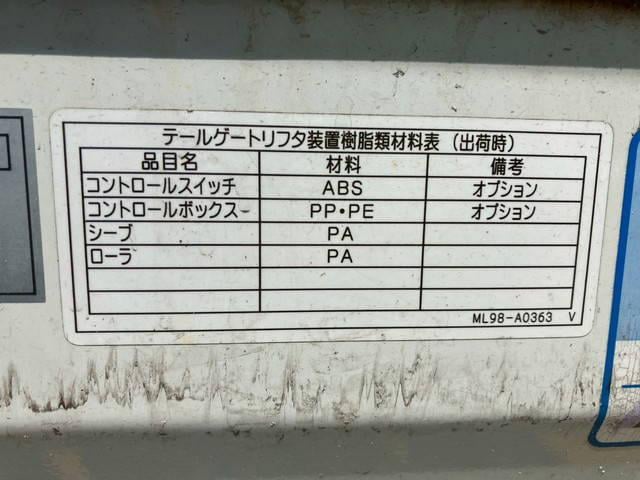 テールゲートリフタ装置樹脂類材料表 (出荷時)
品目名 材料 備考
コントロールスイッチ ABS オプション
コントロールボックス PP・PE オプション
シーブ PA
ローラ PA
ML98-A0363 V